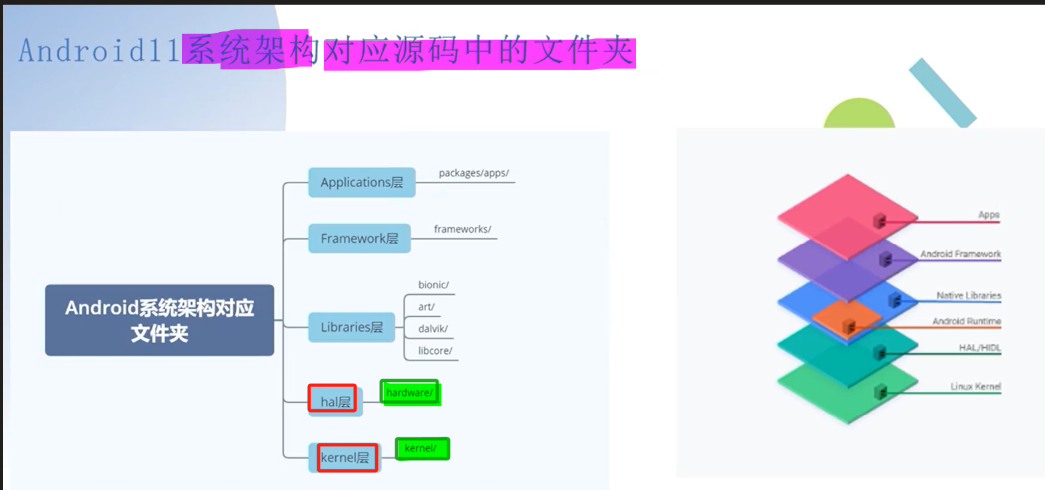 Android11系统架构对应源码中的文件夹
Android系统架构对应
文件夹
Applications层
packages/apps/
Framework层
frameworks/
Libraries层
bionic/
art/
dalvik/
libcore/
hal层
hardware/
kernel层
kernel/
Apps
Android Framework
Native Libraries
Android Runtime
HAL/HIDL
Linux Kernel